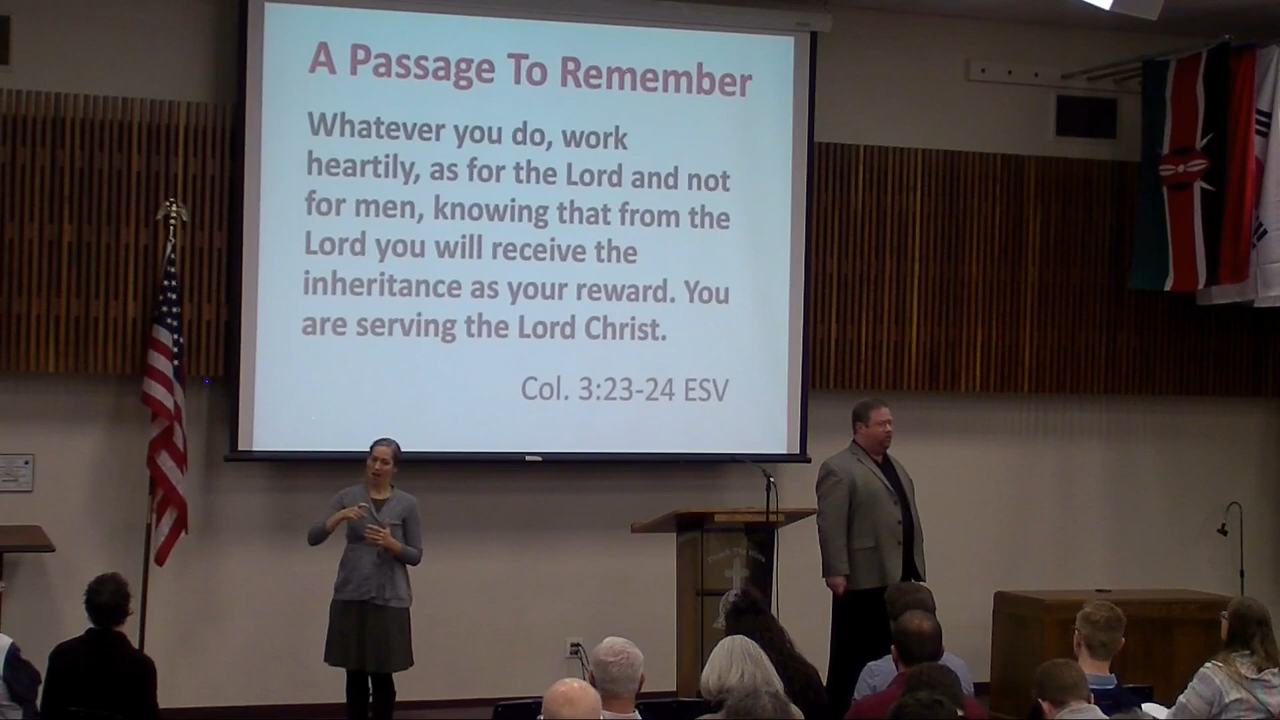 A Passage To Remember
Whatever you do, work
heartily, as for the Lord and not
for men, knowing that from the
Lord you will receive the
inheritance as your reward. You
are serving the Lord Christ.
Col. 3:23-24 ESV